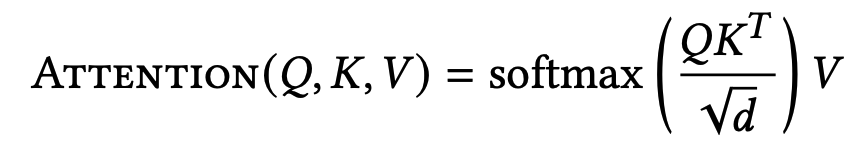 ATTENTION(Q, K, V) = softmax(QK^T / √d) V